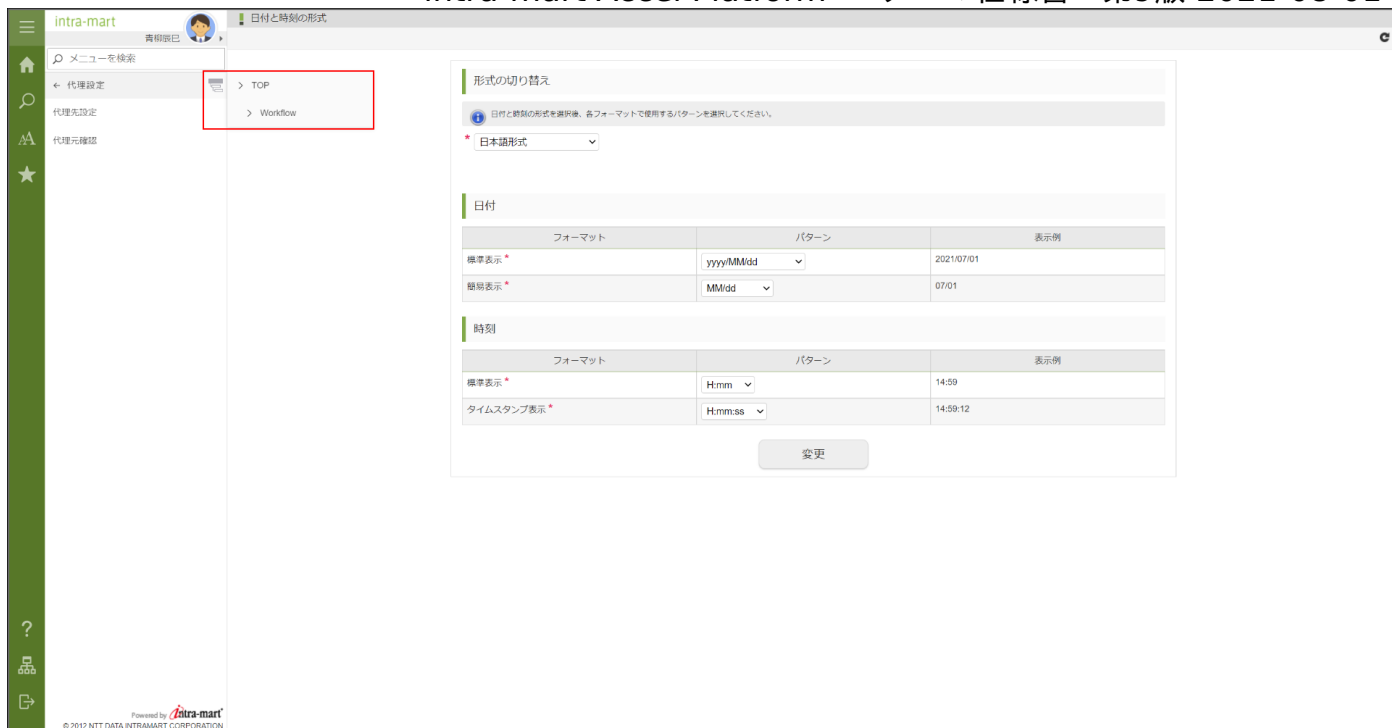 intra-mart
青柳辰巳
日付と時刻の形式
メニューを検索
代理設定
代理先設定
代理元確認
TOP
Workflow
形式の切り替え
日付と時刻の形式を選択後、各フォーマットで使用するパターンを選択してください。
* 日本語形式
日付
フォーマット パターン 表示例
標準表示 * yyyy/MM/dd 2021/07/01
簡易表示 * MM/dd 07/01
時刻
フォーマット パターン 表示例
標準表示 * H:mm 14:59
タイムスタンプ表示 * H:mm:ss 14:59:12
変更
Powered by intra-mart
© 2012 NTT DATA INTRAMART CORPORATION